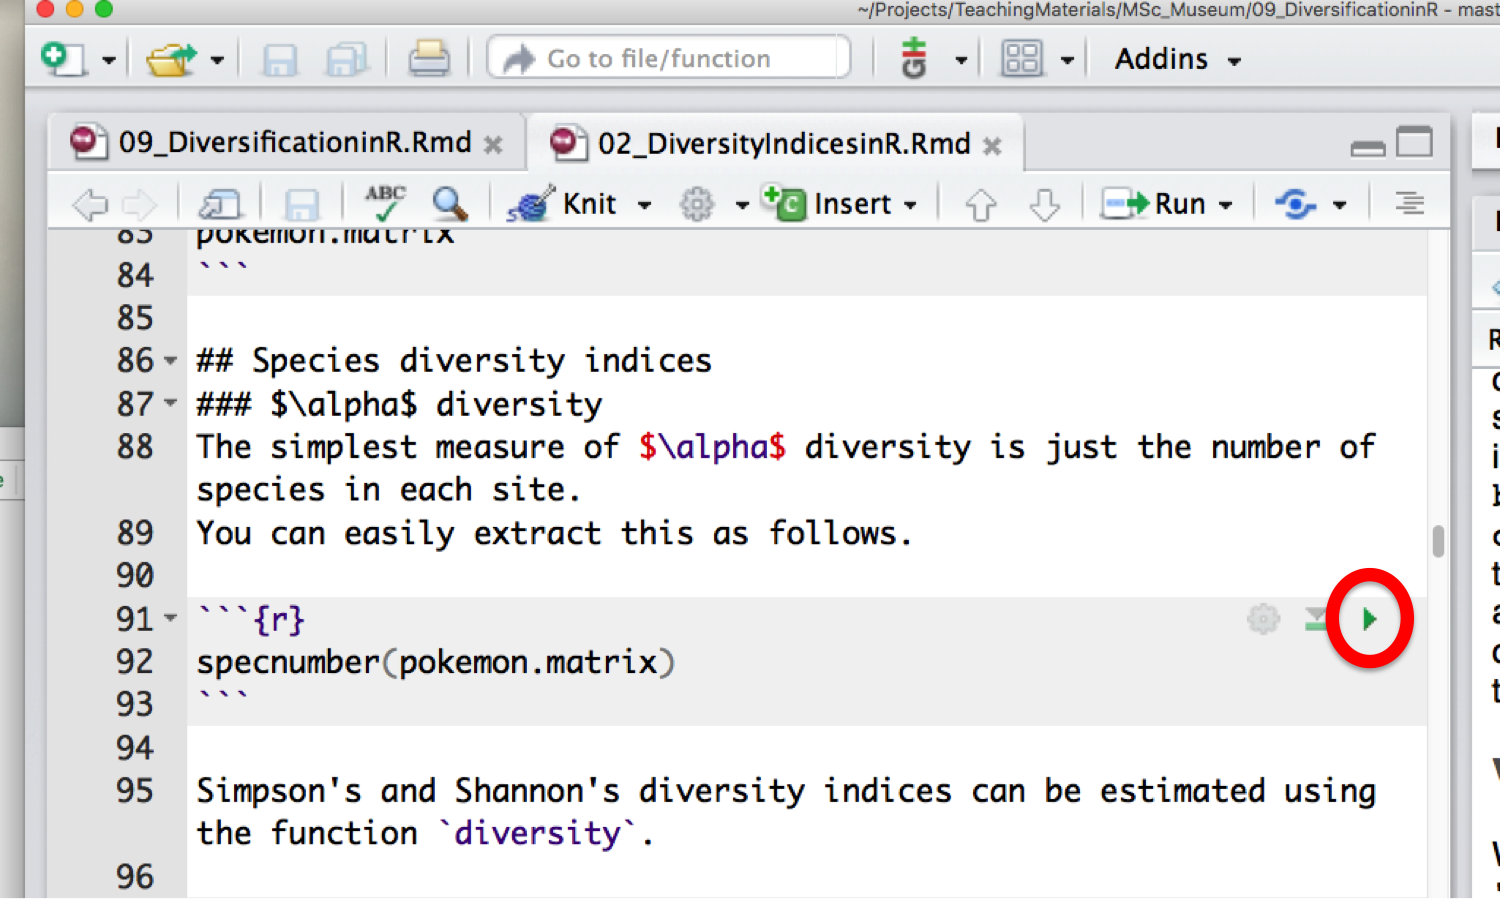 ~/Projects/TeachingMaterials/MSc_Museum/09_DiversificationinR - mast
Go to file/function
Addins
09_DiversificationinR.Rmd
02_DiversityIndicesinR.Rmd
ABC
Knit
C
Insert
Run
83 pokemon.matrix
84 ```
85
86 ## Species diversity indices
87 ### $\alpha$ diversity
88 The simplest measure of $\alpha$ diversity is just the number of
species in each site.
89 You can easily extract this as follows.
90
91 ```{r}
92 specnumber(pokemon.matrix)
93 ```
94
95 Simpson's and Shannon's diversity indices can be estimated using
the function `diversity`.
96